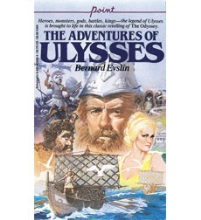 point
Heroes, monsters, gods, battles, kings—the legend of Ulysses
is brought to life in this classic retelling of The Odyssey.
THE ADVENTURES OF
ULYSSES
Bernard Evslin